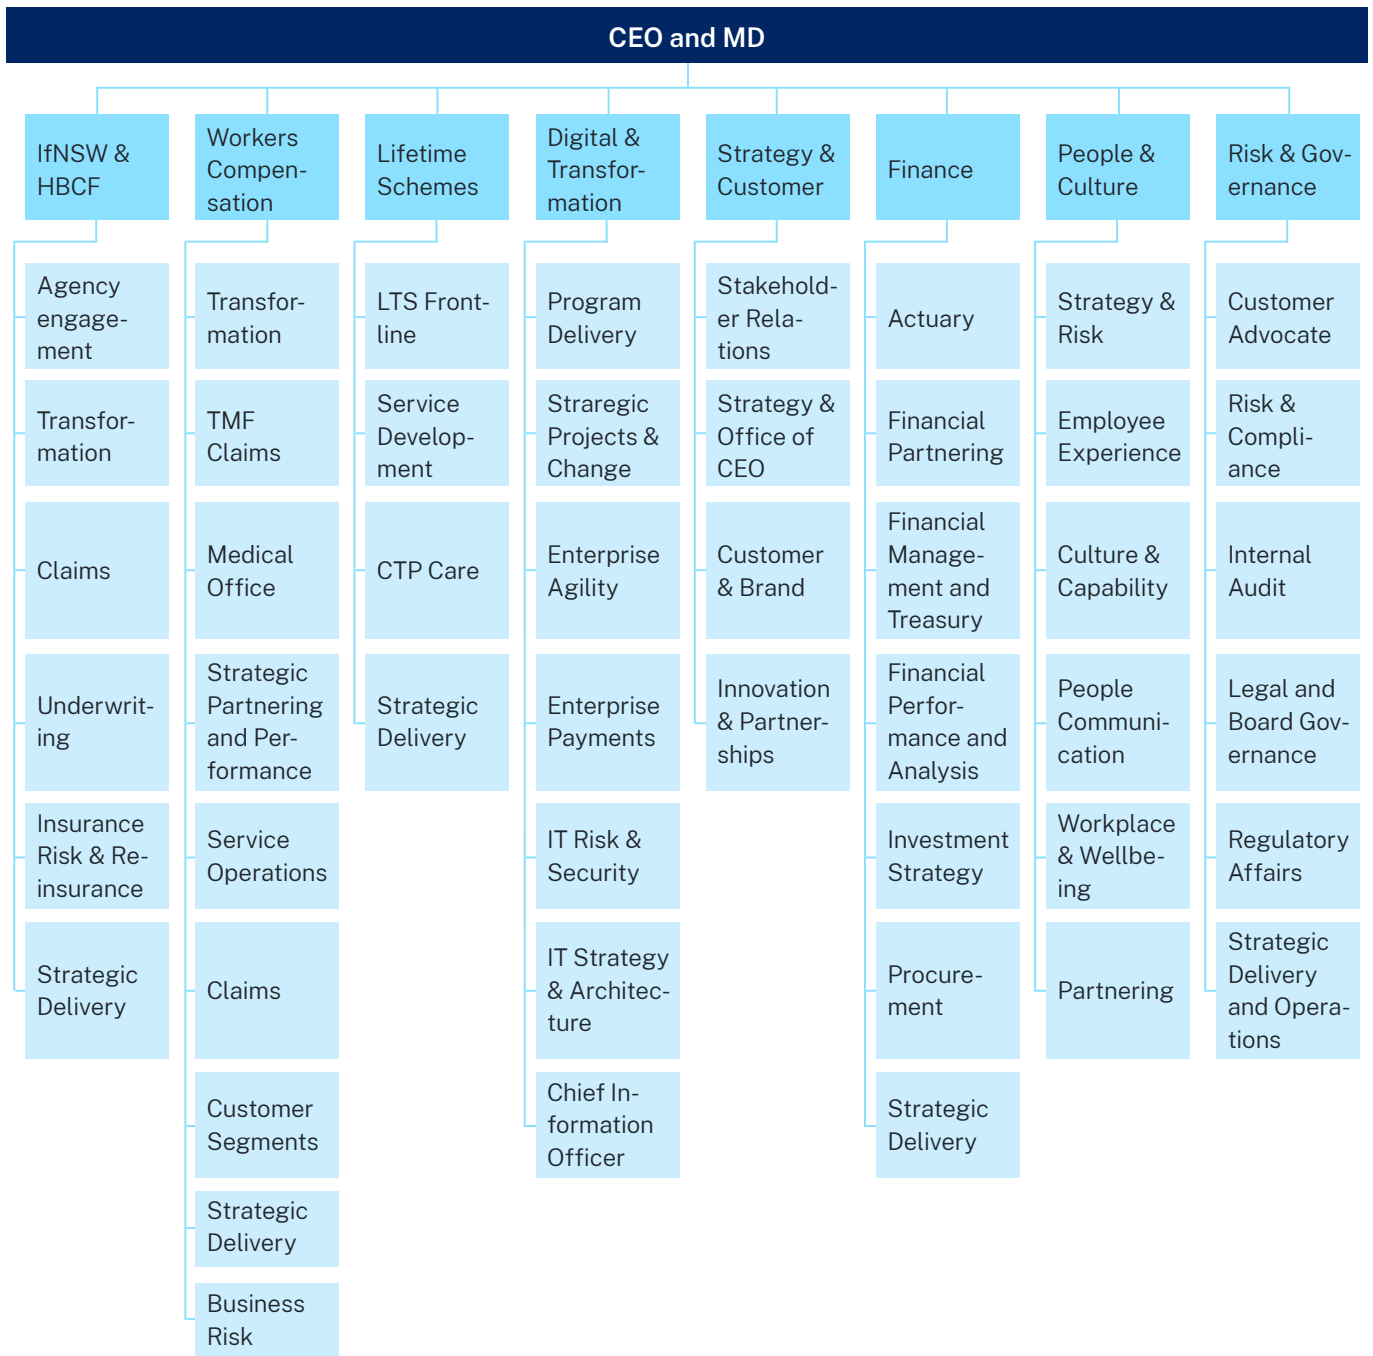 CEO and MD
IfNSW &
HBCF
Workers
Compen-
sation
Lifetime
Schemes
Digital &
Transfor-
mation
Strategy &
Customer
Finance
People &
Culture
Risk & Gov-
ernance
Agency
engage-
ment
Transfor-
mation
Claims
Underwrit-
ing
Insurance
Risk & Re-
insurance
Strategic
Delivery
Transfor-
mation
TMF
Claims
Medical
Office
Strategic
Partnering
and Per-
formance
Service
Operations
Claims
Customer
Segments
Strategic
Delivery
Business
Risk
LTS Front-
line
Service
Develop-
ment
CTP Care
Strategic
Delivery
Program
Delivery
Straregic
Projects &
Change
Enterprise
Agility
Enterprise
Payments
IT Risk &
Security
IT Strategy
& Architec-
ture
Chief In-
formation
Officer
Stakehold-
er Rela-
tions
Strategy &
Office of
CEO
Customer
& Brand
Innovation
& Partner-
ships
Actuary
Financial
Partnering
Financial
Manage-
ment and
Treasury
Financial
Perfor-
mance and
Analysis
Investment
Strategy
Procure-
ment
Strategic
Delivery
Strategy &
Risk
Employee
Experience
Culture &
Capability
People
Communi-
cation
Workplace
& Wellbe-
ing
Partnering
Customer
Advocate
Risk &
Compli-
ance
Internal
Audit
Legal and
Board Gov-
ernance
Regulatory
Affairs
Strategic
Delivery
and Opera-
tions